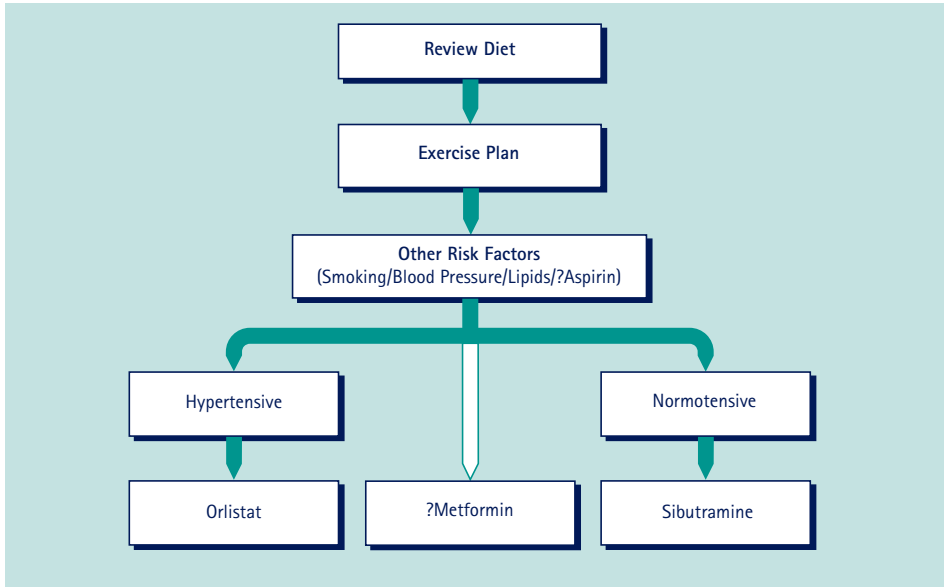 Review Diet
Exercise Plan
Other Risk Factors
(Smoking/Blood Pressure/Lipids/?Aspirin)
Hypertensive
Normotensive
Orlistat
?Metformin
Sibutramine